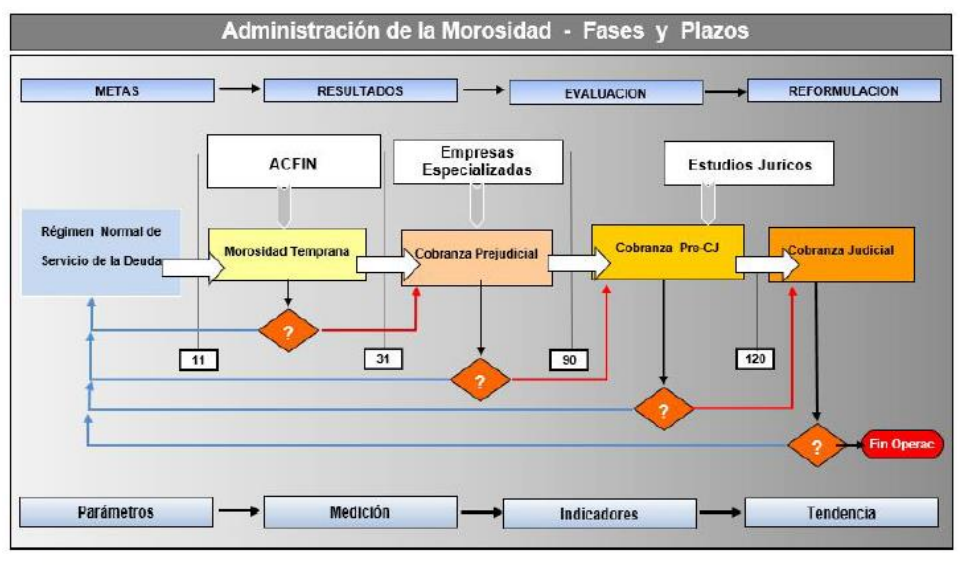 Administración de la Morosidad - Fases y Plazos
METAS
RESULTADOS
EVALUACION
REFORMULACION
ACFIN
Empresas
Especializadas
Estudios Juricos
Régimen Normal de
Servicio de la Deuda
Morosidad Temprana
Cobranza Prejudicial
Cobranza Pre-CJ
Cobranza Judicial
?
11
31
90
120
?
?
?
Fin Operac
Parámetros
Medición
Indicadores
Tendencia